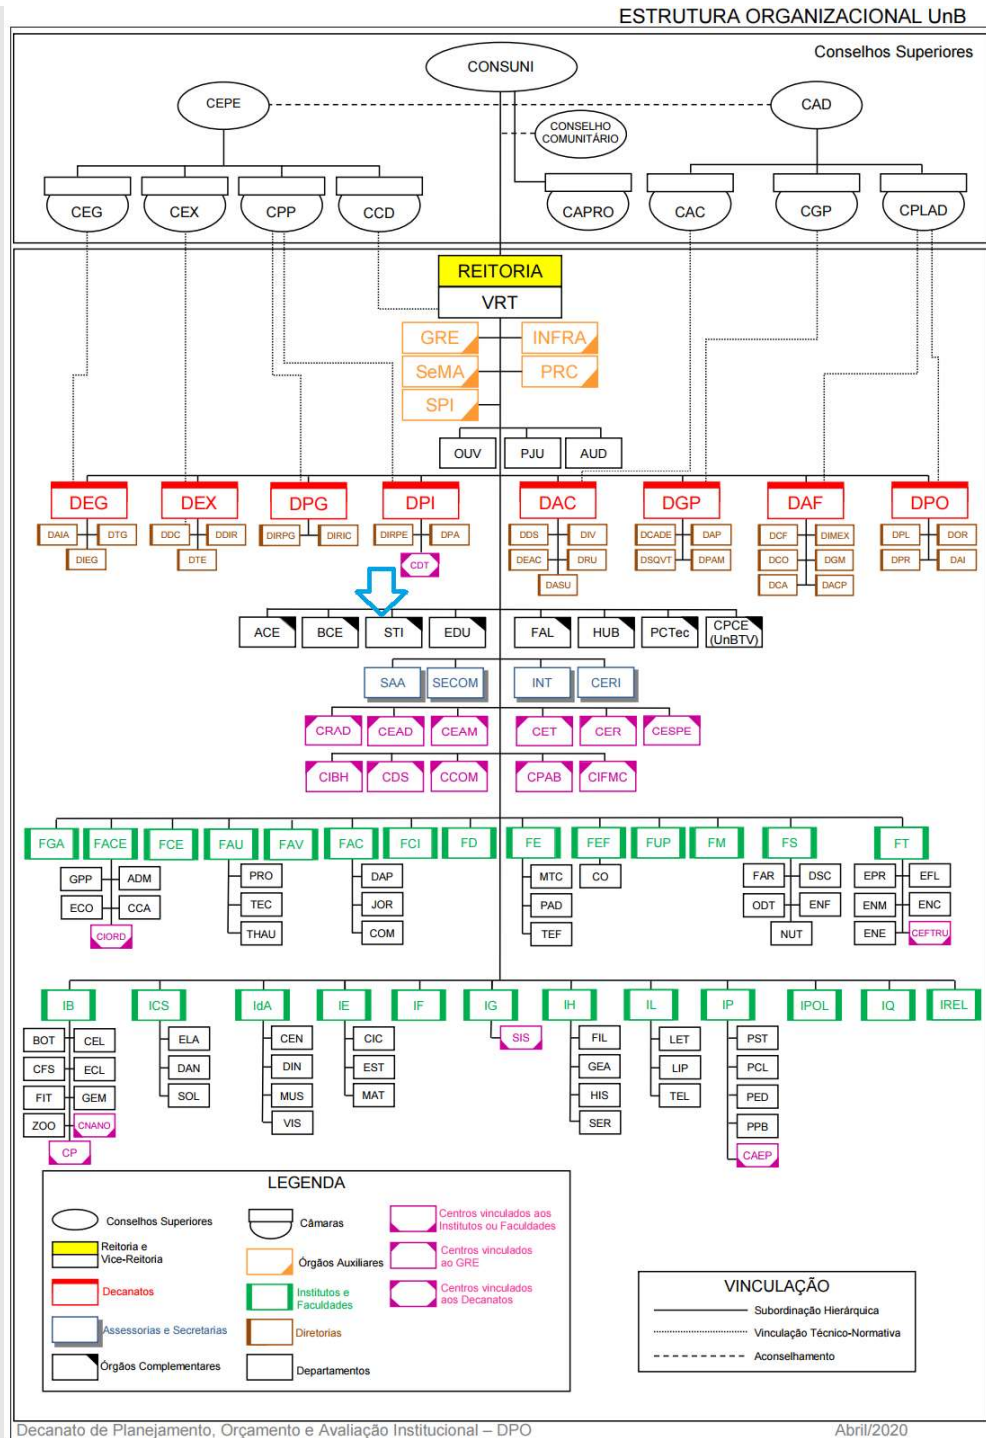 ESTRUTURA ORGANIZACIONAL UnB
Conselhos Superiores
CONSUNI
CEPE
CAD
CONSELHO
COMUNITÁRIO
CEG CEX CPP CCD CAPRO CAC CGP CPLAD
REITORIA
VRT
GRE INFRA
SeMA PRC
SPI
OUV PJU AUD
DEG DEX DPG DPI DAC DGP DAF DPO
DAIA DTG DDC DDIR DIRPG DIRIC DIRPE DPA DDS DIV DCADE DAP DCF DIMEX DPL DOR
DIEG DTE CDT DEAC DRU DSQVT DPAM DCO DGM DPR DAI
DASU DCA DACP
ACE BCE STI EDU FAL HUB PCTec CPCE
(UnBTV)
SAA SECOM INT CERI
CRAD CEAD CEAM CET CER CESPE
CIBH CDS CCOM CPAB CIFMC
FGA FACE FCE FAU FAV FAC FCI FD FE FEF FUP FM FS FT
GPP ADM PRO DAP MTC CO FAR DSC EPR EFL
ECO CCA TEC JOR PAD ODT ENF ENM ENC
CIORD THAU COM TEF NUT ENE CEFTRU
IB ICS IdA IE IF IG IH IL IP IPOL IQ IREL
BOT CEL ELA CEN CIC SIS FIL LET PST
CFS ECL DAN DIN EST GEA LIP PCL
FIT GEM SOL MUS MAT HIS TEL PED
ZOO CNANO VIS SER PPB
CP CAEP
LEGENDA
Conselhos Superiores
Câmaras
Centros vinculados aos
Institutos ou Faculdades
Reitoria e
Vice-Reitoria
Órgãos Auxiliares
Centros vinculados
ao GRE
Decanatos
Institutos e
Faculdades
Centros vinculados
aos Decanatos
Assessorias e Secretarias
Diretorias
Órgãos Complementares
Departamentos
VINCULAÇÃO
Subordinação Hierárquica
Vinculação Técnico-Normativa
Aconselhamento
Decanato de Planejamento, Orçamento e Avaliação Institucional – DPO
Abril/2020